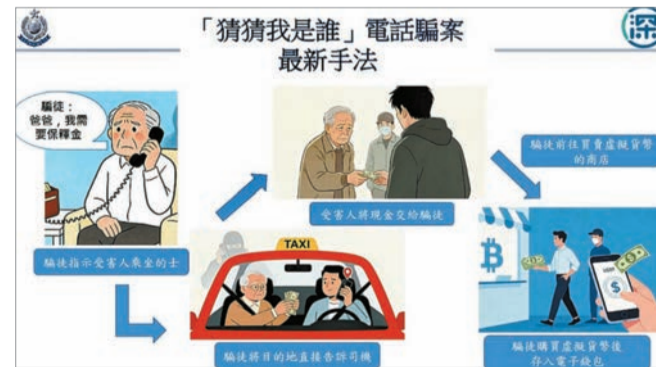 「猜猜我是誰」電話騙案
最新手法
深
騙徒：
爸爸，我需
要保釋金
騙徒指示受害人乘坐的士
受害人將現金交給騙徒
TAXI
騙徒將目的地直接告訴司機
騙徒前往買賣虛擬貨幣
的商店
騙徒購買虛擬貨幣後
存入電子錢包